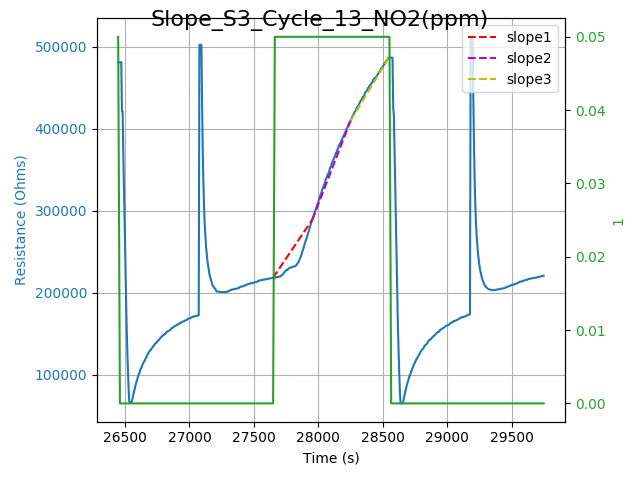 Slope_S3_Cycle_13_NO2(ppm)
slope1
slope2
slope3
500000
400000
300000
200000
100000
Resistance (Ohms)
0.05
0.04
0.03
0.02
0.01
0.00
1
26500 27000 27500 28000 28500 29000 29500
Time (s)